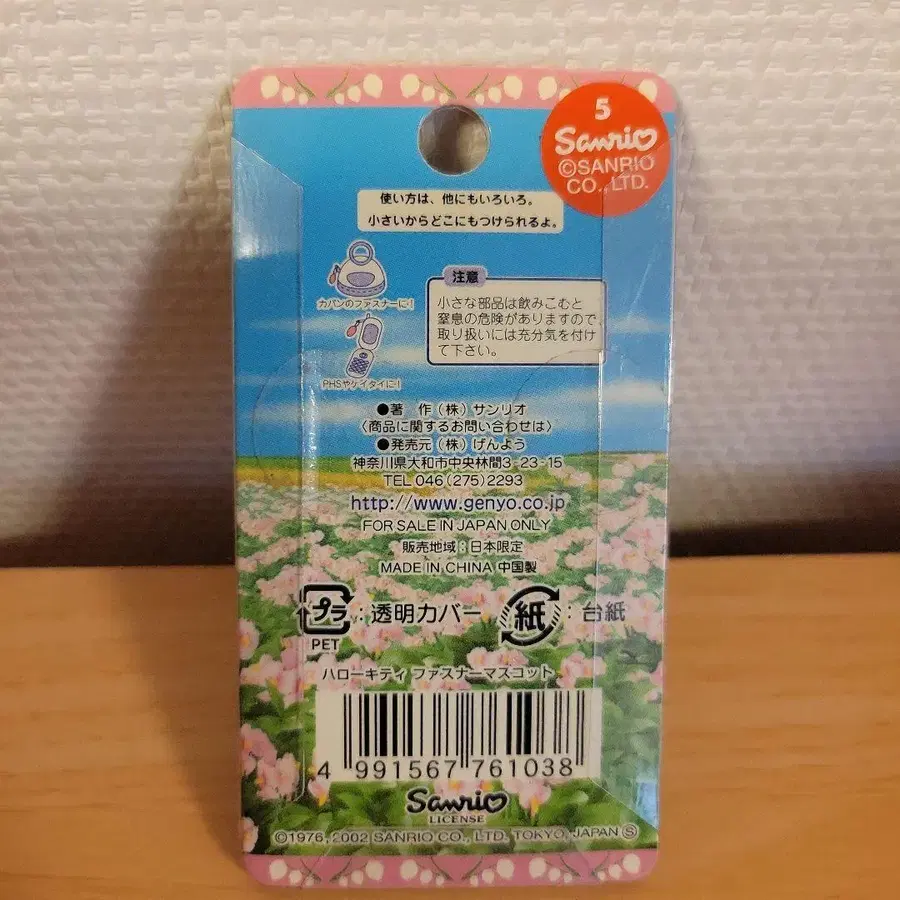 5
Sanrio
©SANRIO
CO., LTD.
使い方は、他にもいろいろ。
小さいからどこにもつけられるよ。
カバンのファスナーに!
PHSやケイタイに!
注意
小さな部品は飲みこむと
窒息の危険がありますので
取り扱いには充分気を付け
て下さい。
●著 作(株)サンリオ
〈商品に関するお問い合わせは〉
●発売元(株)げんよう
神奈川県大和市中央林間3-23-15
TEL 046(275)2293
http://www.genyo.co.jp
FOR SALE IN JAPAN ONLY
販売地域:日本限定
MADE IN CHINA 中国製
プラ:透明カバー 紙:台紙
PET
ハローキティ ファスナーマスコット
4 991567 761038
Sanrio
LICENSE
©1976, 2002 SANRIO CO., LTD. TOKYO, JAPAN Ⓢ